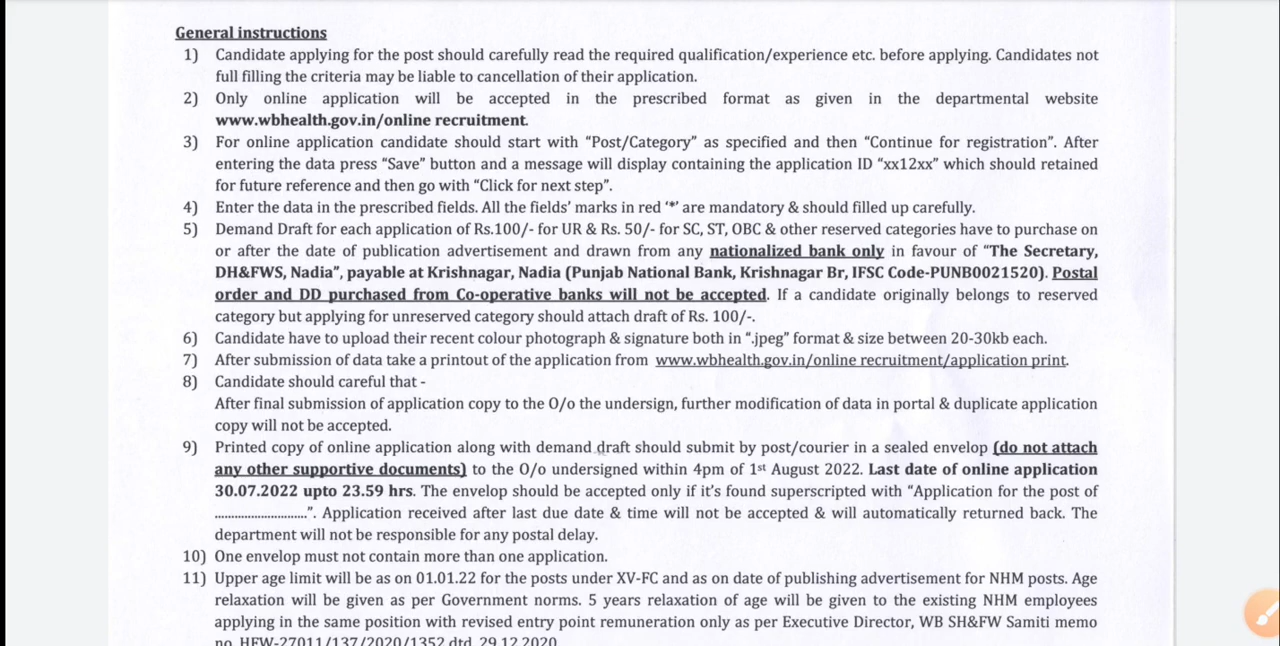 General instructions
1) Candidate applying for the post should carefully read the required qualification/experience etc. before applying. Candidates not
full filling the criteria may be liable to cancellation of their application.
2) Only online application will be accepted in the prescribed format as given in the departmental website
www.wbhealth.gov.in/online recruitment.
3) For online application candidate should start with “Post/Category” as specified and then “Continue for registration”. After
entering the data press “Save” button and a message will display containing the application ID “xx12xx” which should retained
for future reference and then go with “Click for next step”.
4) Enter the data in the prescribed fields. All the fields’ marks in red ‘*’ are mandatory & should filled up carefully.
5) Demand Draft for each application of Rs.100/- for UR & Rs. 50/- for SC, ST, OBC & other reserved categories have to purchase on
or after the date of publication advertisement and drawn from any nationalized bank only in favour of “The Secretary,
DH&FWS, Nadia”, payable at Krishnagar, Nadia (Punjab National Bank, Krishnagar Br, IFSC Code-PUNB0021520). Postal
order and DD purchased from Co-operative banks will not be accepted. If a candidate originally belongs to reserved
category but applying for unreserved category should attach draft of Rs. 100/-.
6) Candidate have to upload their recent colour photograph & signature both in “.jpeg” format & size between 20-30kb each.
7) After submission of data take a printout of the application from www.wbhealth.gov.in/online recruitment/application print.
8) Candidate should careful that -
After final submission of application copy to the O/o the undersign, further modification of data in portal & duplicate application
copy will not be accepted.
9) Printed copy of online application along with demand draft should submit by post/courier in a sealed envelop (do not attach
any other supportive documents) to the O/o undersigned within 4pm of 1st August 2022. Last date of online application
30.07.2022 upto 23.59 hrs. The envelop should be accepted only if it’s found superscripted with “Application for the post of
............................”. Application received after last due date & time will not be accepted & will automatically returned back. The
department will not be responsible for any postal delay.
10) One envelop must not contain more than one application.
11) Upper age limit will be as on 01.01.22 for the posts under XV-FC and as on date of publishing advertisement for NHM posts. Age
relaxation will be given as per Government norms. 5 years relaxation of age will be given to the existing NHM employees
applying in the same position with revised entry point remuneration only as per Executive Director, WB SH&FW Samiti memo
no. HFW-27011/137/2020/1352 dtd. 29.12.2020